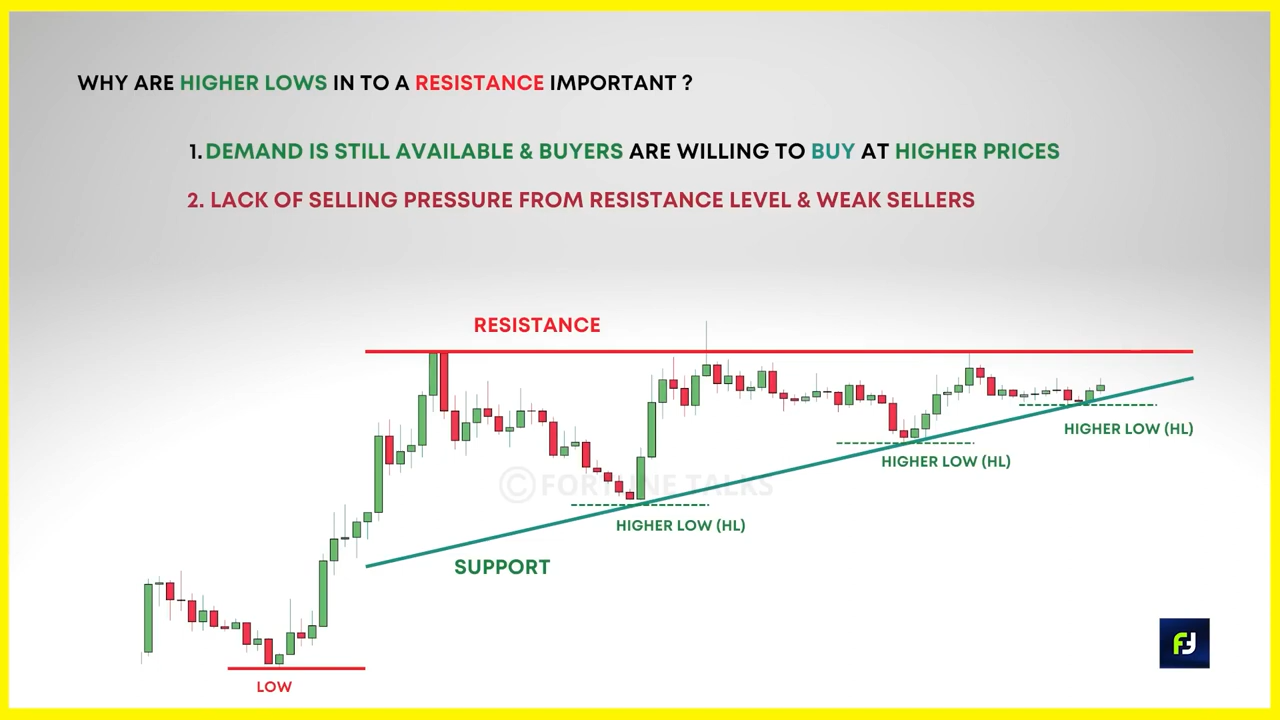 WHY ARE HIGHER LOWS IN TO A RESISTANCE IMPORTANT ?
1. DEMAND IS STILL AVAILABLE & BUYERS ARE WILLING TO BUY AT HIGHER PRICES
2. LACK OF SELLING PRESSURE FROM RESISTANCE LEVEL & WEAK SELLERS
RESISTANCE
HIGHER LOW (HL)
HIGHER LOW (HL)
© FORTUNE TALKS
HIGHER LOW (HL)
SUPPORT
LOW